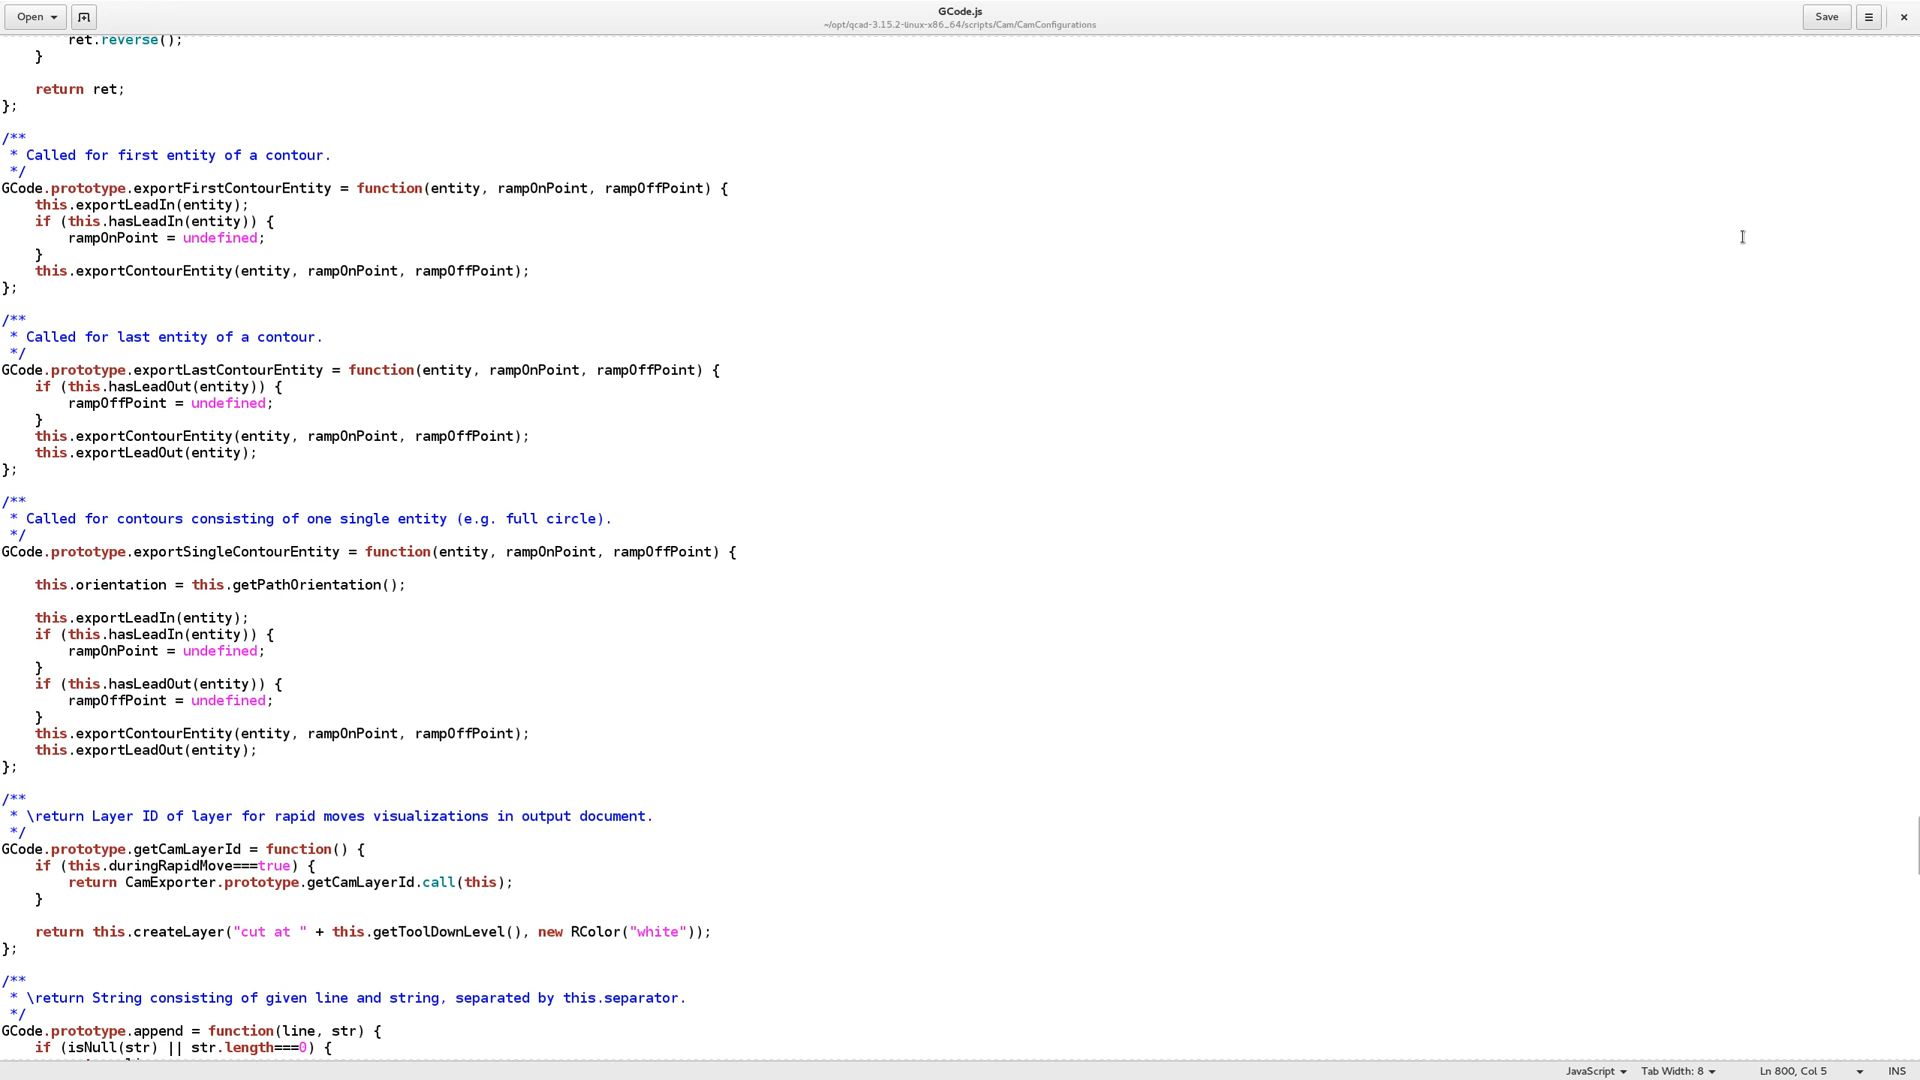 Open
GCode.js
~/opt/qcad-3.15.2-linux-x86_64/scripts/Cam/CamConfigurations
Save
        ret.reverse();
    }

    return ret;
};

/**
 * Called for first entity of a contour.
 */
GCode.prototype.exportFirstContourEntity = function(entity, rampOnPoint, rampOffPoint) {
    this.exportLeadIn(entity);
    if (this.hasLeadIn(entity)) {
        rampOnPoint = undefined;
    }
    this.exportContourEntity(entity, rampOnPoint, rampOffPoint);
};

/**
 * Called for last entity of a contour.
 */
GCode.prototype.exportLastContourEntity = function(entity, rampOnPoint, rampOffPoint) {
    if (this.hasLeadOut(entity)) {
        rampOffPoint = undefined;
    }
    this.exportContourEntity(entity, rampOnPoint, rampOffPoint);
    this.exportLeadOut(entity);
};

/**
 * Called for contours consisting of one single entity (e.g. full circle).
 */
GCode.prototype.exportSingleContourEntity = function(entity, rampOnPoint, rampOffPoint) {

    this.orientation = this.getPathOrientation();

    this.exportLeadIn(entity);
    if (this.hasLeadIn(entity)) {
        rampOnPoint = undefined;
    }
    if (this.hasLeadOut(entity)) {
        rampOffPoint = undefined;
    }
    this.exportContourEntity(entity, rampOnPoint, rampOffPoint);
    this.exportLeadOut(entity);
};

/**
 * \return Layer ID of layer for rapid moves visualizations in output document.
 */
GCode.prototype.getCamLayerId = function() {
    if (this.duringRapidMove===true) {
        return CamExporter.prototype.getCamLayerId.call(this);
    }

    return this.createLayer("cut at " + this.getToolDownLevel(), new RColor("white"));
};

/**
 * \return String consisting of given line and string, separated by this.separator.
 */
GCode.prototype.append = function(line, str) {
    if (isNull(str) || str.length===0) {
JavaScript
Tab Width: 8
Ln 800, Col 5
INS